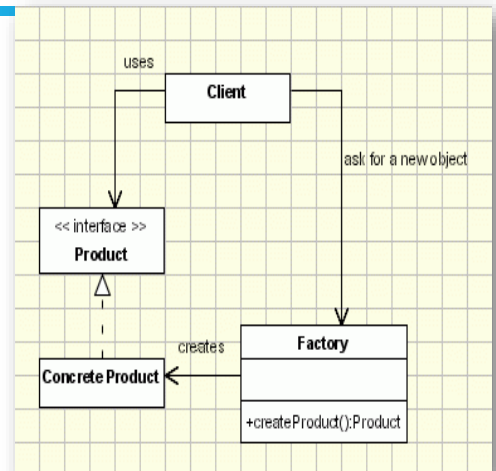 uses
Client
ask for a new object
<< interface >>
Product
creates
Factory
Concrete Product
+createProduct():Product